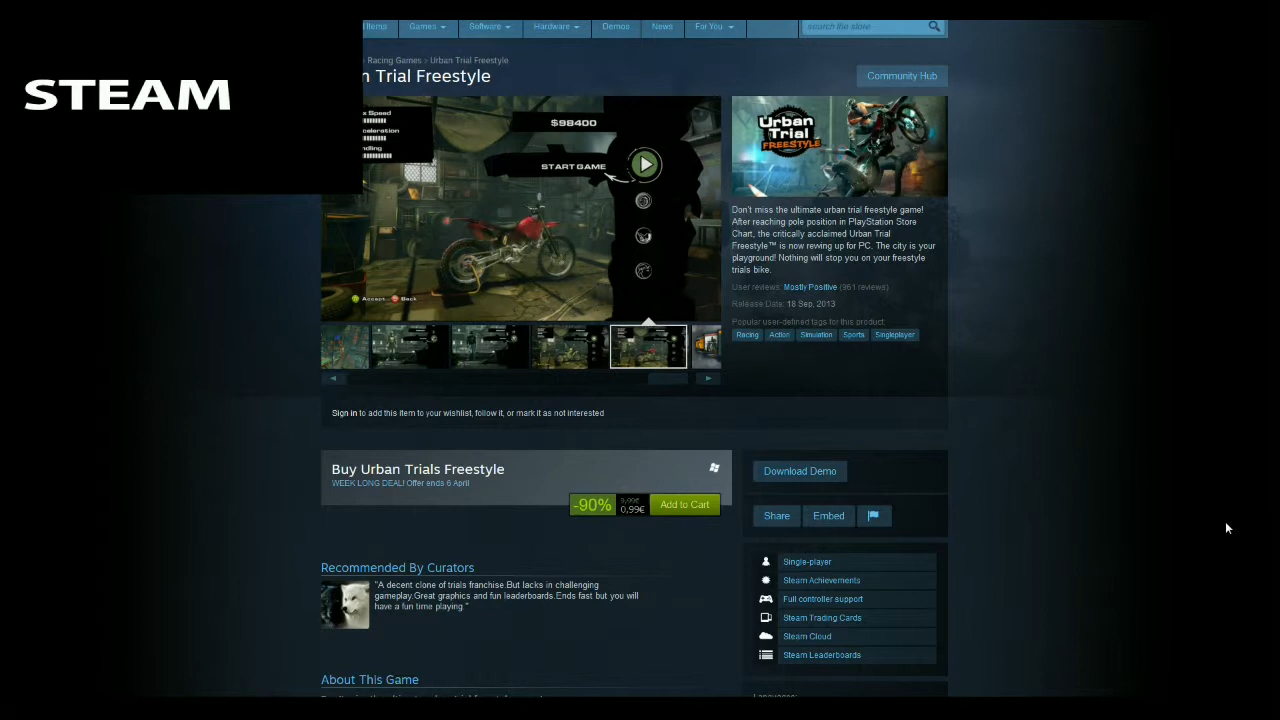 Items
Games
Software
Hardware
Demos
News
For You
search the store
STEAM
> Racing Games > Urban Trial Freestyle
n Trial Freestyle
Community Hub
x Speed
celeration
ndling
$98400
START GAME
Accept
Back
Urban
Trial
FREESTYLE
Don't miss the ultimate urban trial freestyle game!
After reaching pole position in PlayStation Store
Chart, the critically acclaimed Urban Trial
Freestyle™ is now revving up for PC. The city is your
playground! Nothing will stop you on your freestyle
trials bike.
User reviews: Mostly Positive (961 reviews)
Release Date: 18 Sep, 2013
Popular user-defined tags for this product:
Racing
Action
Simulation
Sports
Singleplayer
Sign in to add this item to your wishlist, follow it, or mark it as not interested
Buy Urban Trials Freestyle
WEEK LONG DEAL! Offer ends 6 April
-90%
9,99€
0,99€
Add to Cart
Download Demo
Share
Embed
Recommended By Curators
"A decent clone of trials franchise.But lacks in challenging
gameplay.Great graphics and fun leaderboards.Ends fast but you will
have a fun time playing "
Single-player
Steam Achievements
Full controller support
Steam Trading Cards
Steam Cloud
Steam Leaderboards
About This Game